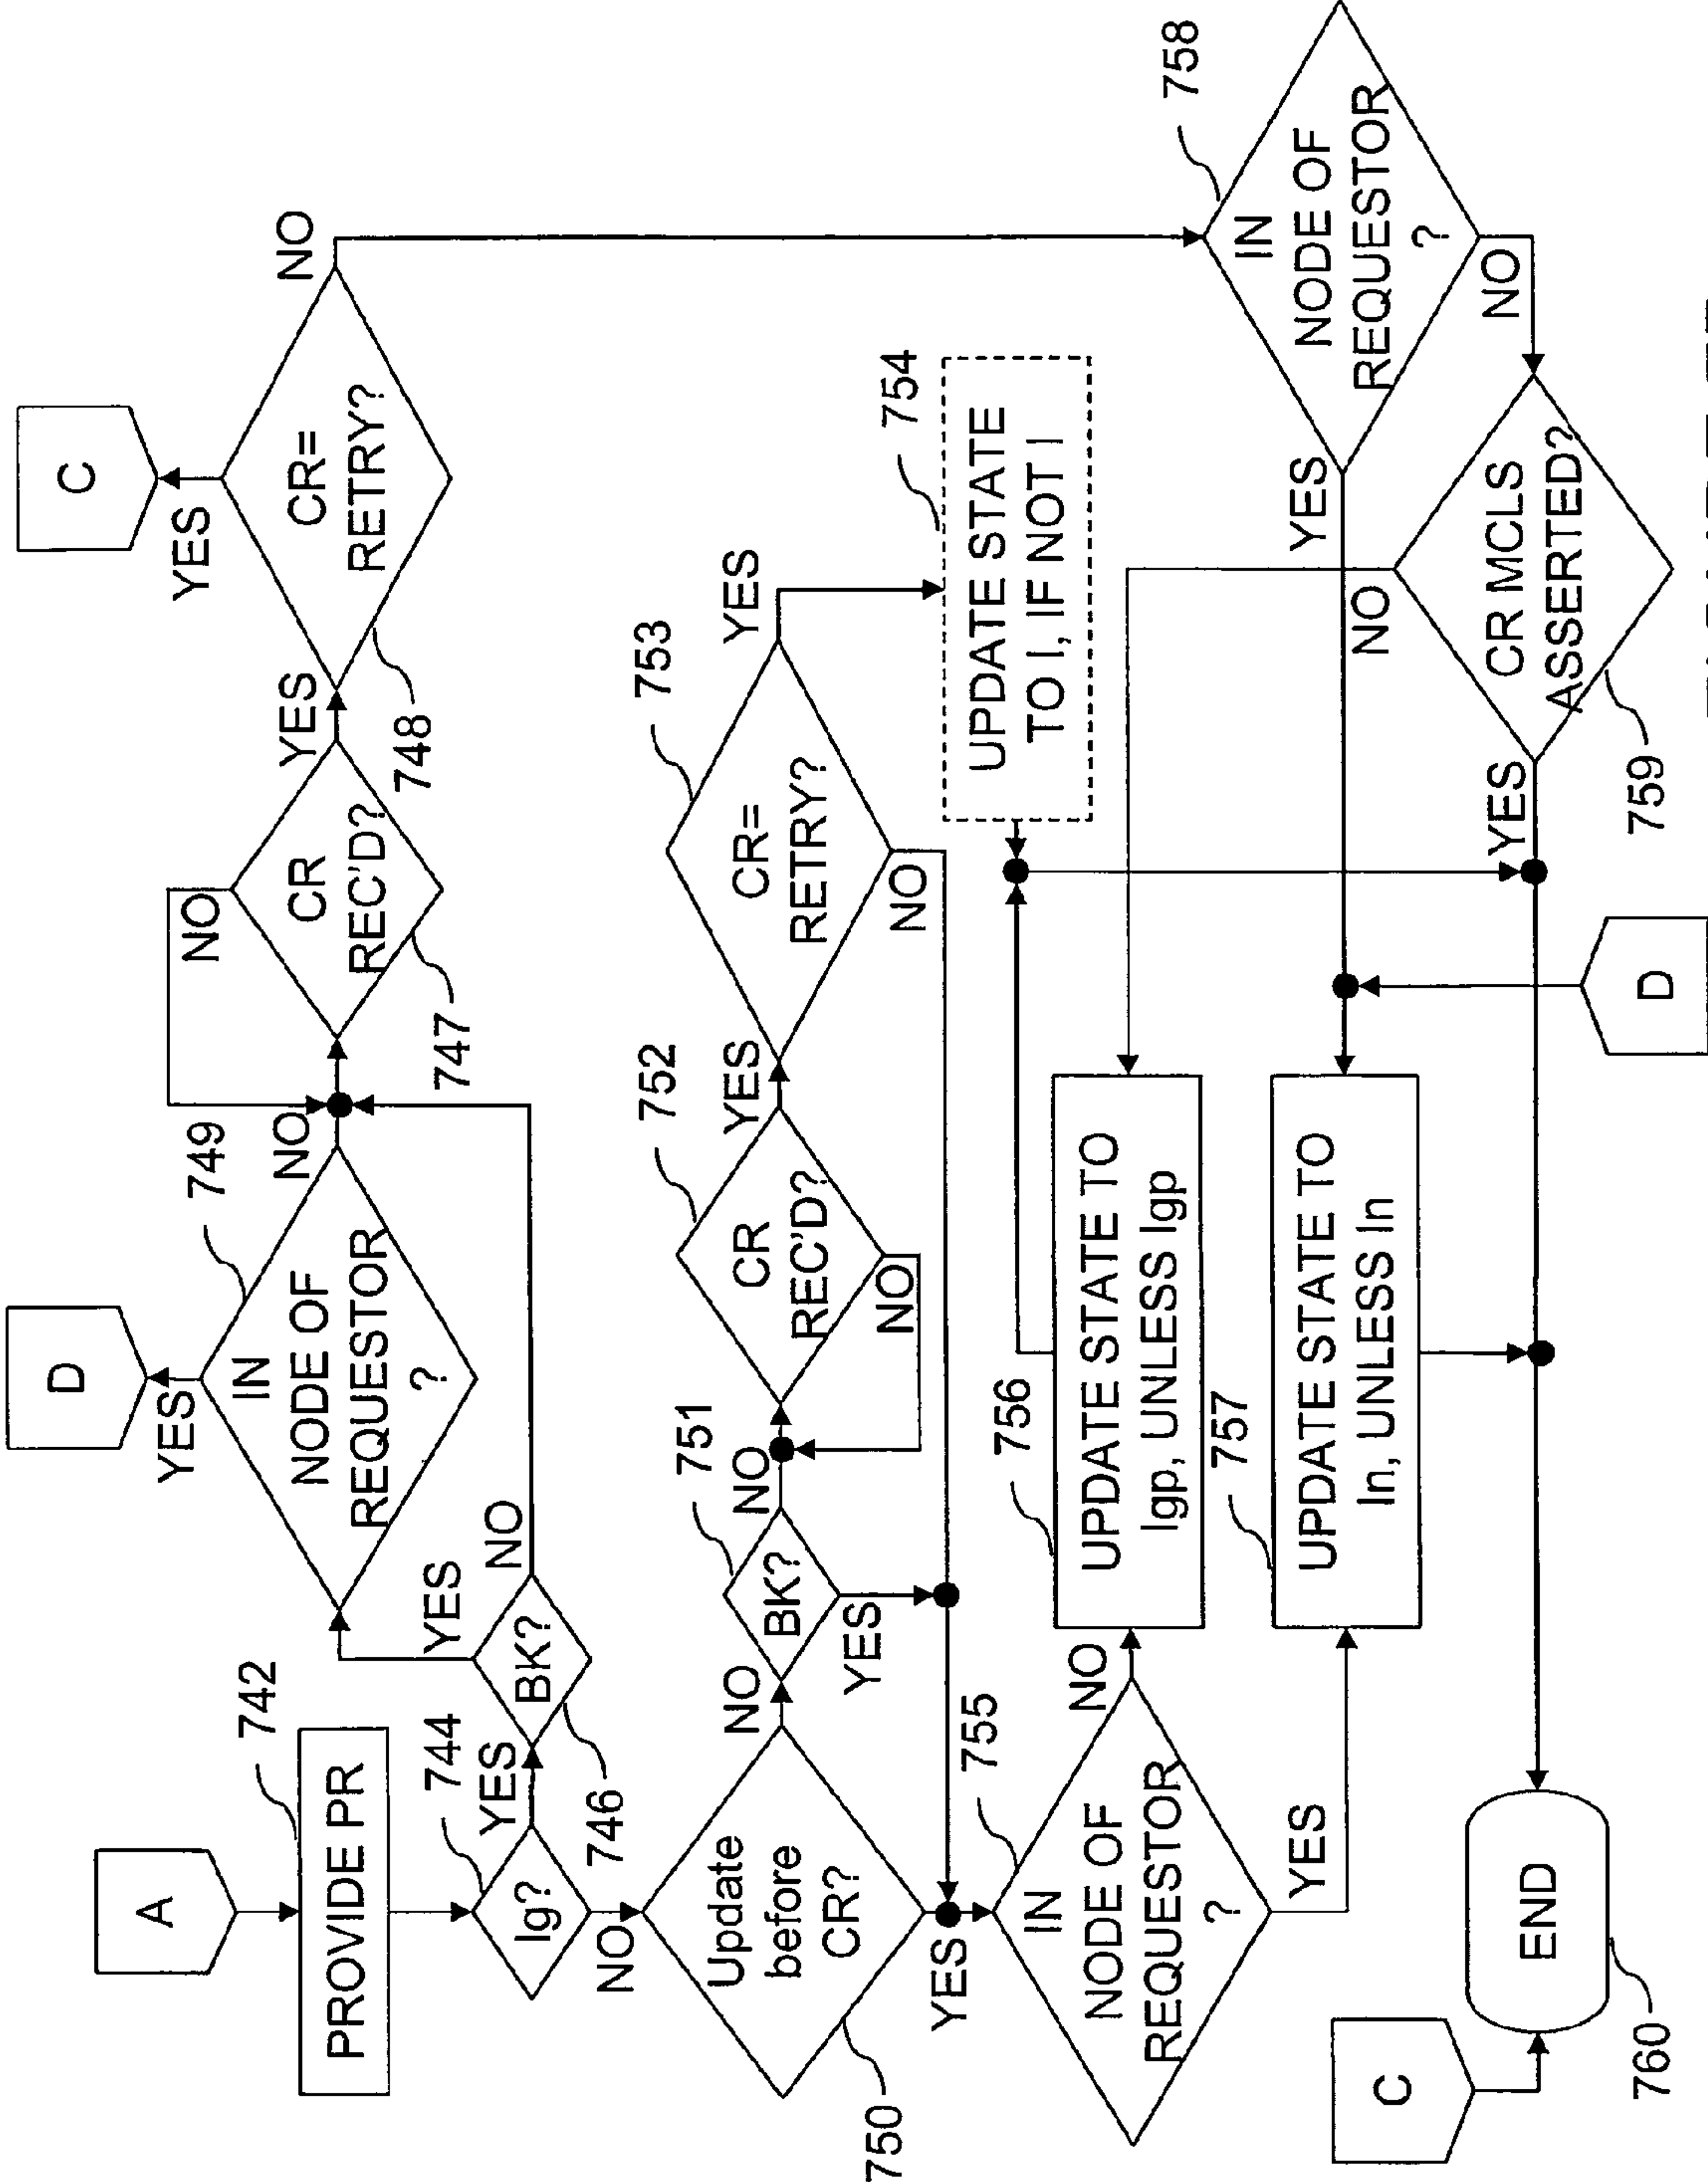 A
742
PROVIDE PR
744
Ig?
YES
NO
746
BK?
YES
NO
D
YES
749
IN
NODE OF
REQUESTOR
?
NO
NO
CR
REC'D?
747
YES
C
YES
CR=
RETRY?
748
NO
Update
before
CR?
750
NO
YES
751
BK?
NO
YES
752
CR
REC'D?
NO
YES
753
CR=
RETRY?
NO
YES
754
UPDATE STATE
TO I, IF NOT I
755
IN
NODE OF
REQUESTOR
?
NO
YES
756
UPDATE STATE TO
Igp, UNLESS Igp
757
UPDATE STATE TO
In, UNLESS In
758
IN
NODE OF
REQUESTOR
?
YES
NO
NO
CR MCLS
ASSERTED?
YES
759
D
C
END
760